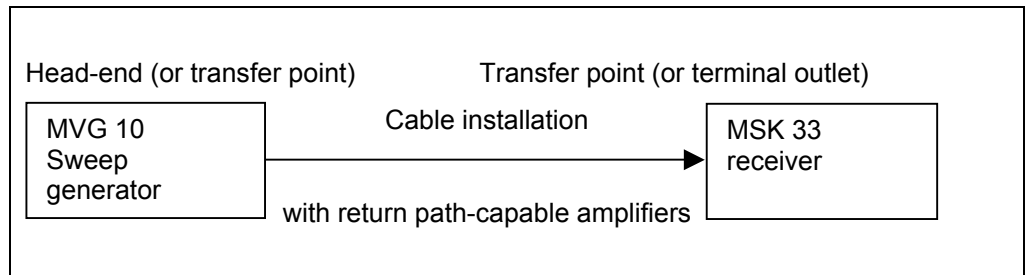 Head-end (or transfer point)
Transfer point (or terminal outlet)
MVG 10
Sweep
generator
Cable installation
with return path-capable amplifiers
MSK 33
receiver